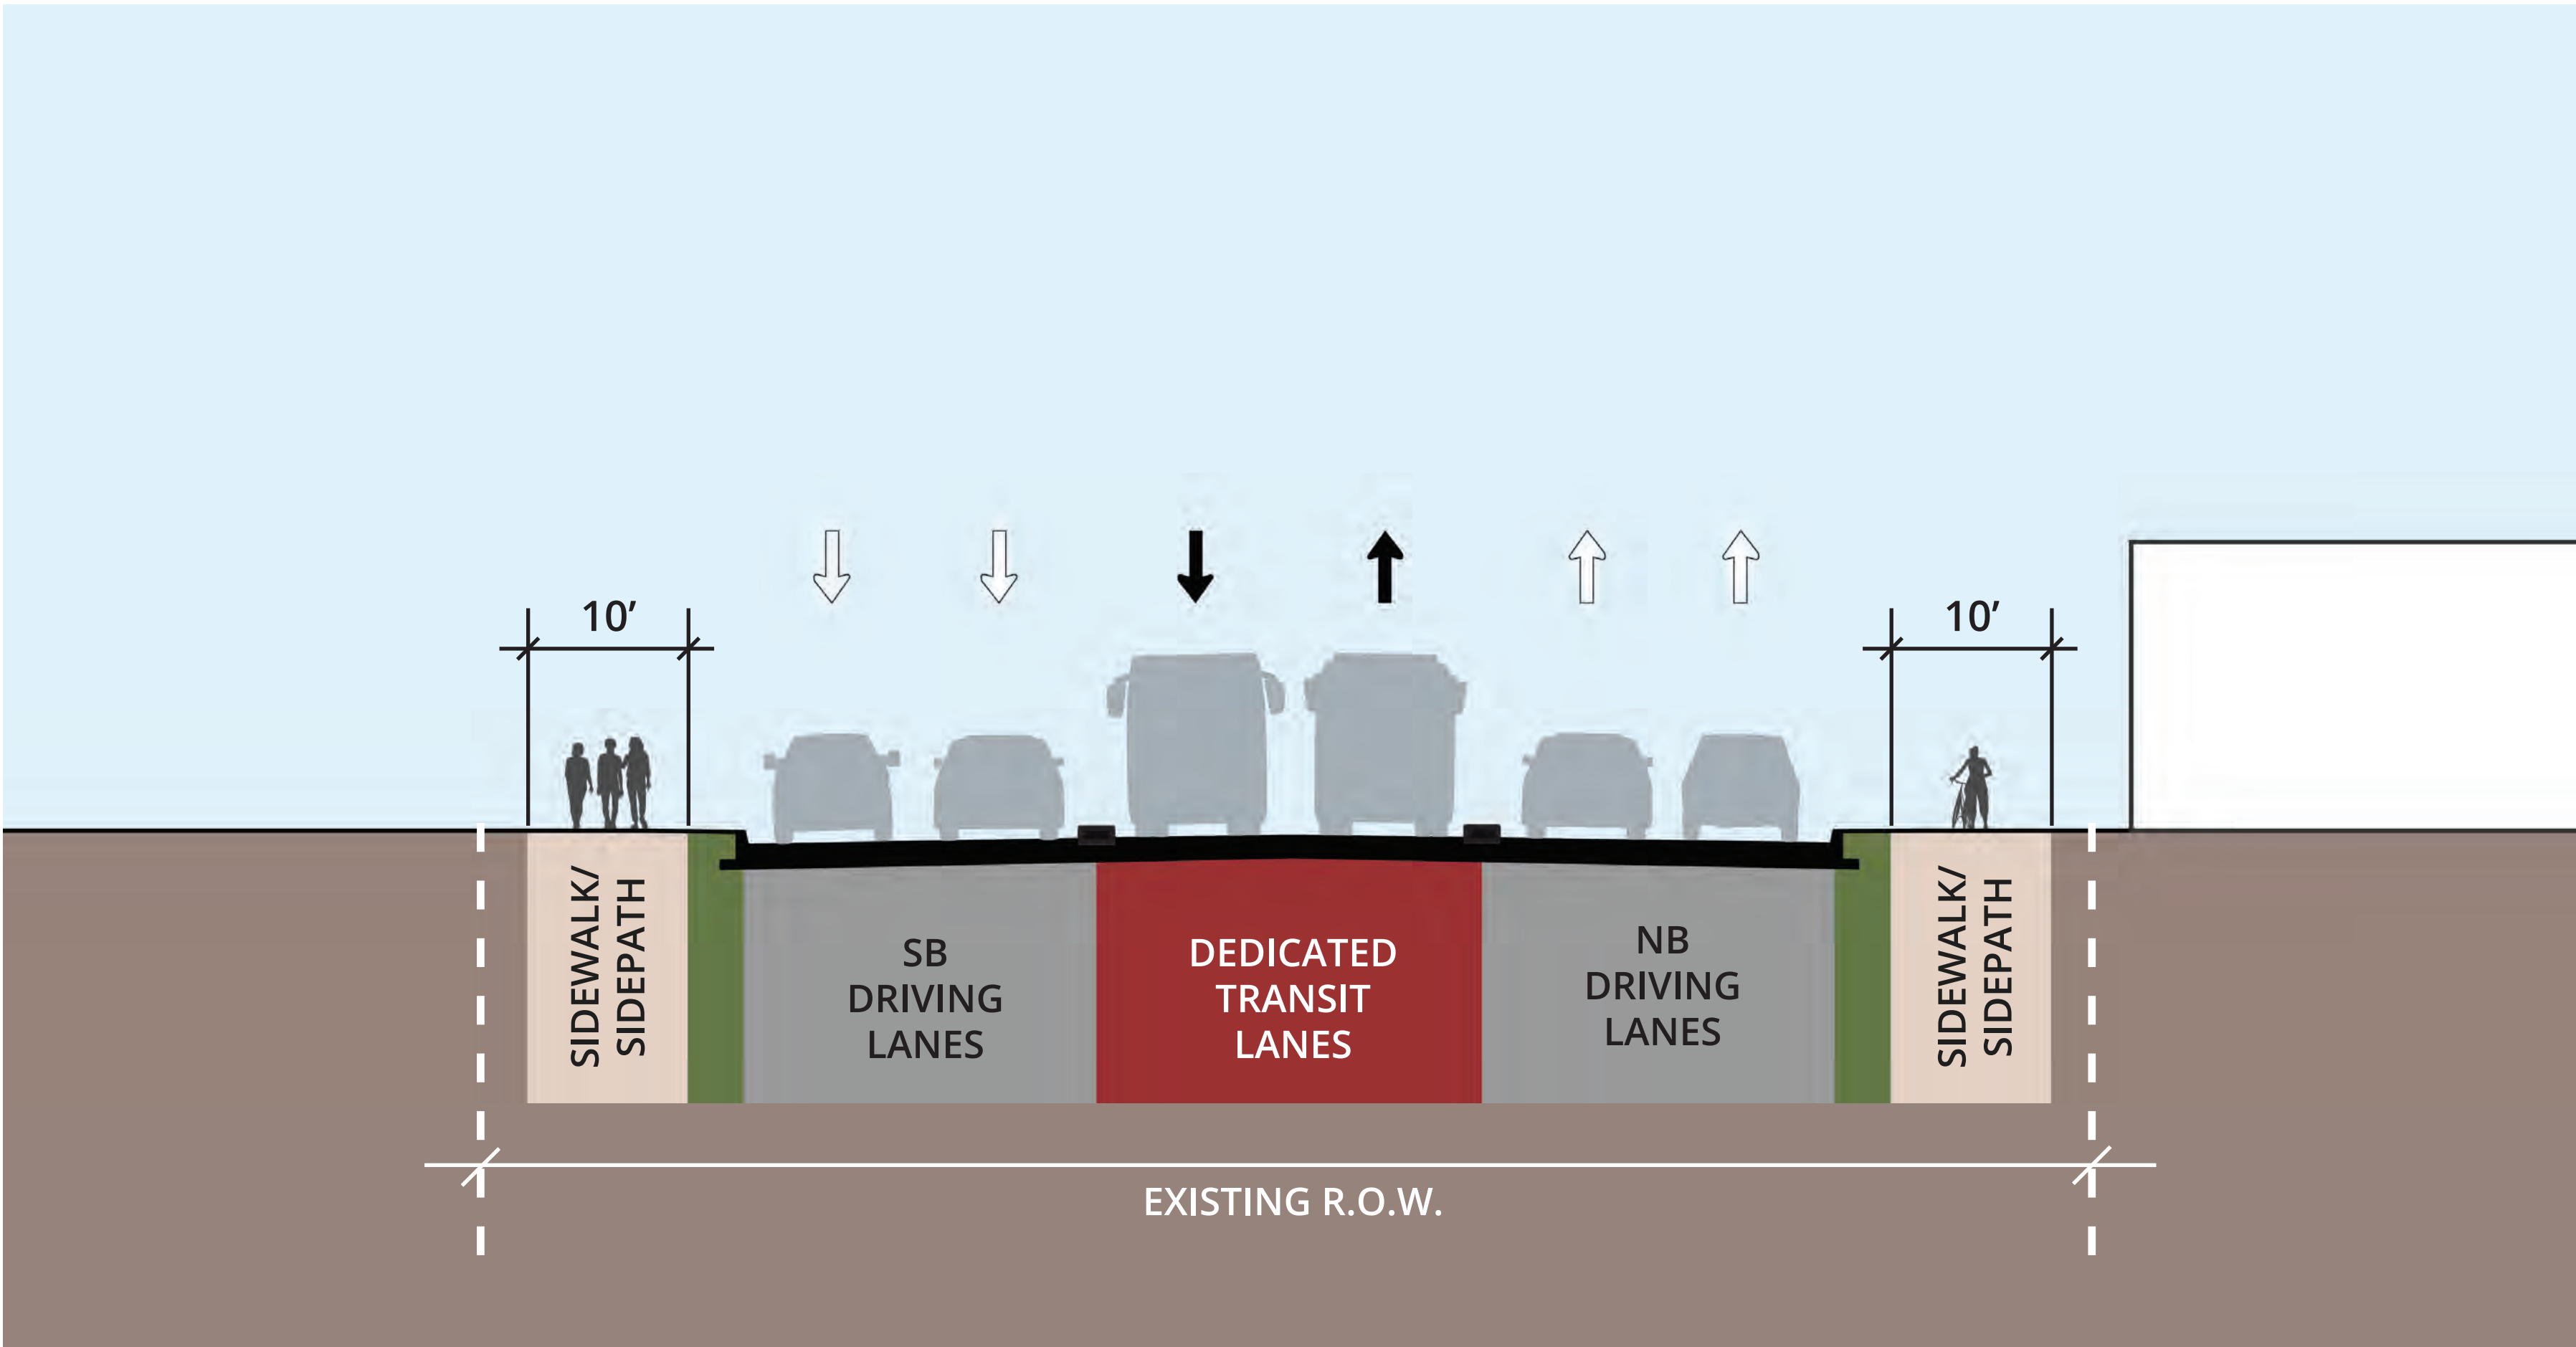 10’
10’
SIDEWALK/
SIDEPATH
SB
DRIVING
LANES
DEDICATED
TRANSIT
LANES
NB
DRIVING
LANES
SIDEWALK/
SIDEPATH
EXISTING R.O.W.